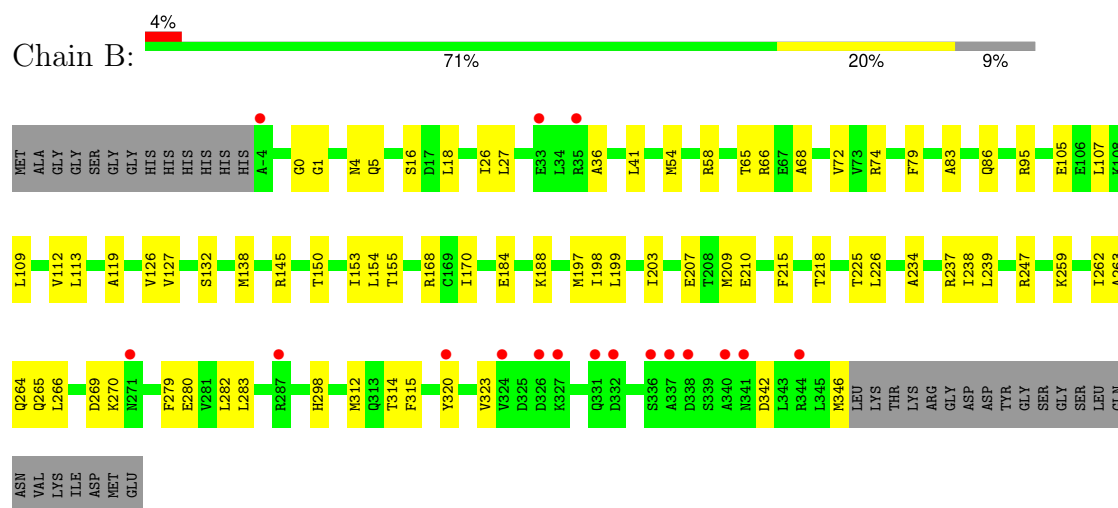 4%
Chain B:
71% 20% 9%
MET ALA GLY GLY SER GLY GLY HIS HIS HIS HIS HIS HIS A-4 G0 G1 N4 Q5 S16 D17 L18 I26 L27 E33 L34 R35 A36 L41 M54 R58 T65 R66 E67 A68 V72 V73 R74 F79 A83 Q86 R95 E105 E106 L107 K108
L109 V112 L113 A119 V126 V127 S132 M138 R145 T150 I153 L154 T155 R168 C169 I170 E184 K188 M197 I198 L199 I203 E207 T208 M209 E210 F215 T218 T225 L226 A234 R237 I238 L239 R247 K259 I262 A263
Q264 Q265 L266 D269 K270 N271 F279 E280 V281 L282 L283 R287 H298 M312 Q313 T314 F315 Y320 V323 V324 D325 D326 K327 Q331 D332 S336 A337 D338 S339 A340 N341 D342 L343 R344 L345 M346 LEU LYS THR LYS ARG GLY ASP ASP TYR GLY SER GLY SER LEU GLN
ASN VAL LYS ILE ASP MET GLU